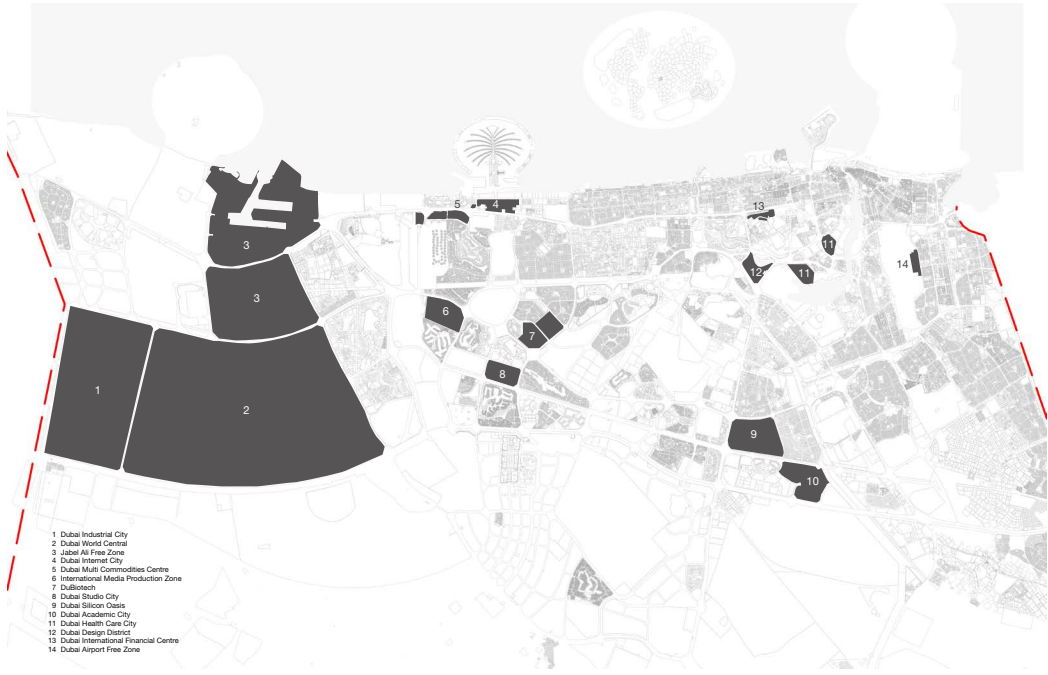 5
4
13
3
11
12
11
14
3
6
7
8
1
2
9
10
1 Dubai Industrial City
2 Dubai World Central
3 Jabel Ali Free Zone
4 Dubai Internet City
5 Dubai Multi Commodities Centre
6 International Media Production Zone
7 DuBiotech
8 Dubai Studio City
9 Dubai Silicon Oasis
10 Dubai Academic City
11 Dubai Health Care City
12 Dubai Design District
13 Dubai International Financial Centre
14 Dubai Airport Free Zone